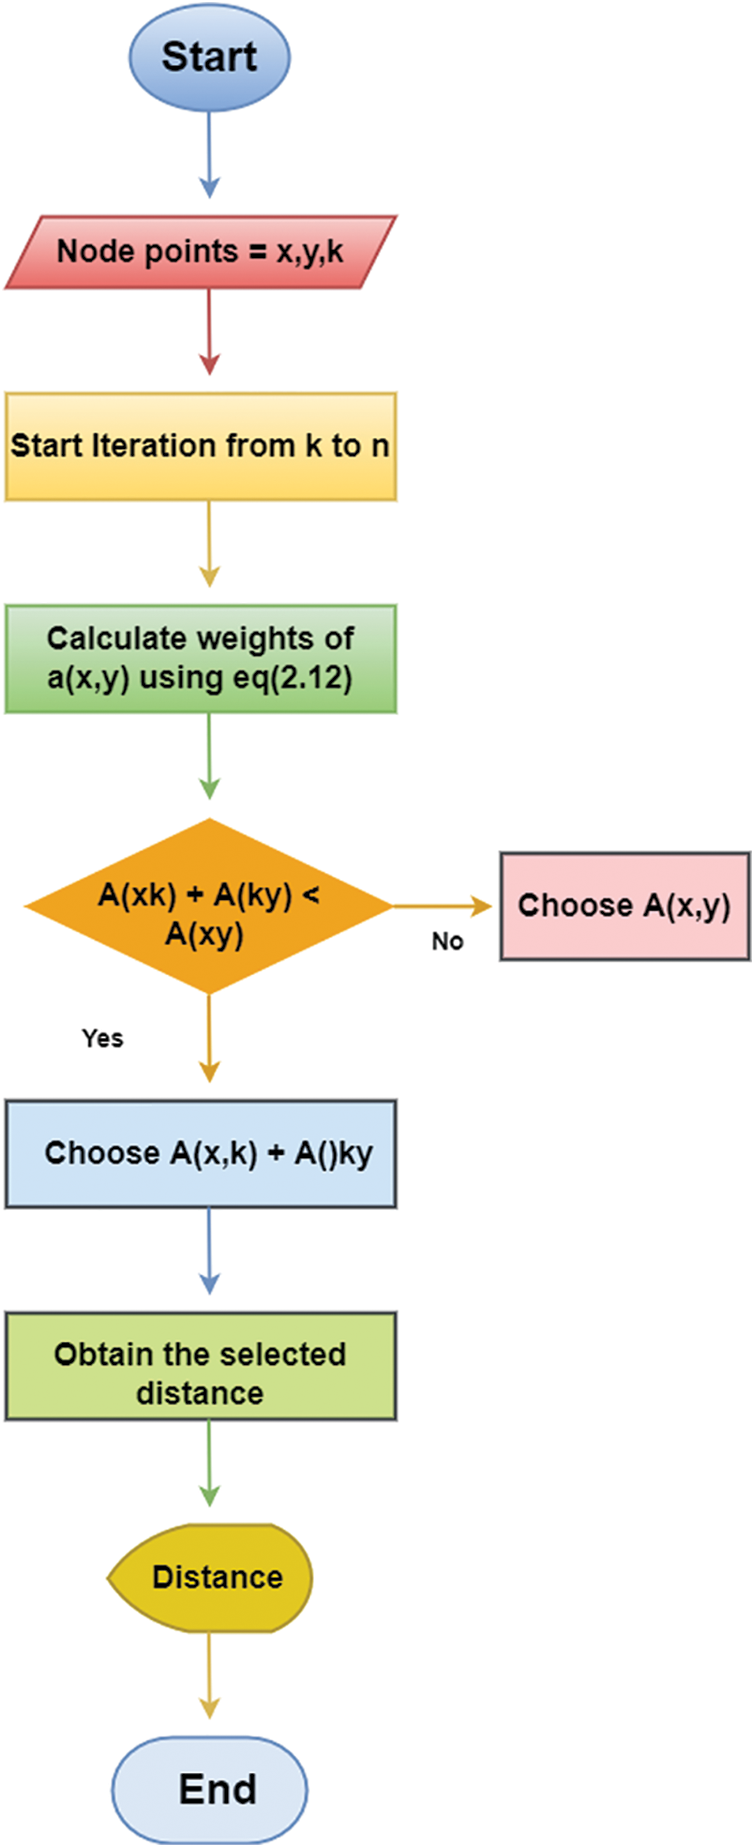 Start
Node points = x,y,k
Start Iteration from k to n
Calculate weights of
a(x,y) using eq(2.12)
A(xk) + A(ky) <
A(xy)
No
Choose A(x,y)
Yes
Choose A(x,k) + A()ky
Obtain the selected
distance
Distance
End